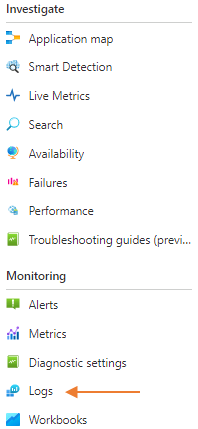 Investigate
Application map
Smart Detection
Live Metrics
Search
Availability
Failures
Performance
Troubleshooting guides (previ...
Monitoring
Alerts
Metrics
Diagnostic settings
Logs
Workbooks